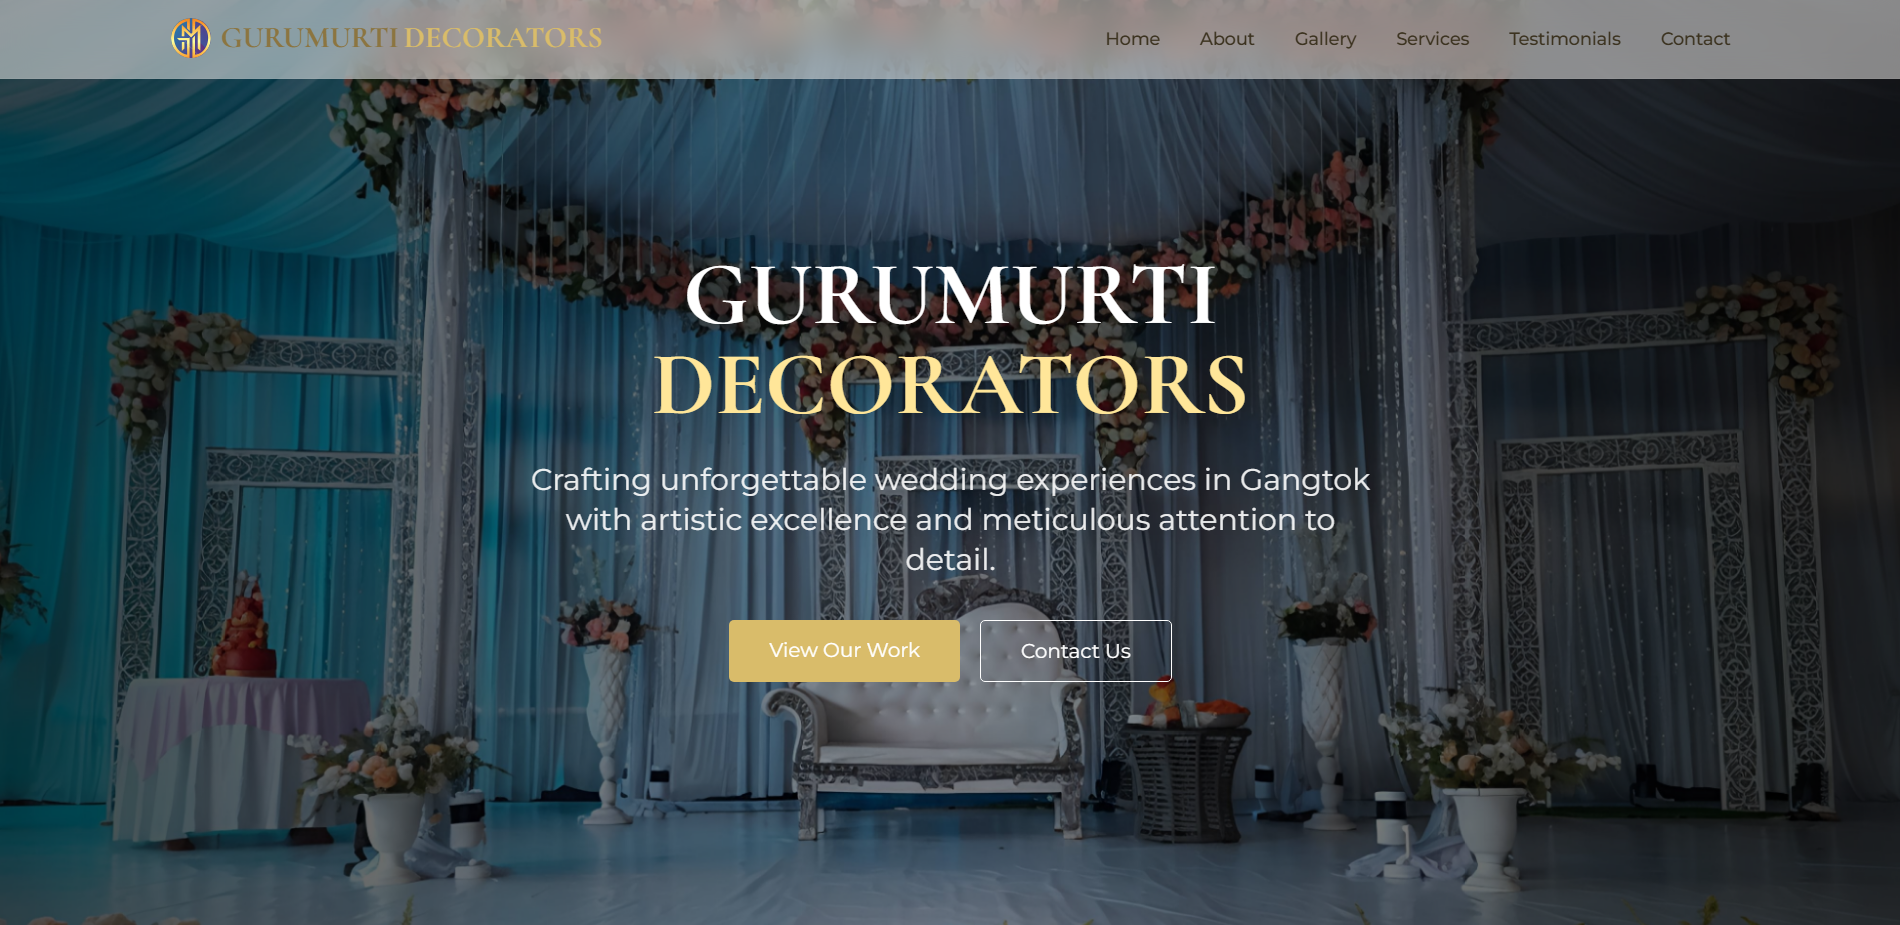 GURUMURTI DECORATORS
Home About Gallery Services Testimonials Contact
GURUMURTI
DECORATORS
Crafting unforgettable wedding experiences in Gangtok
with artistic excellence and meticulous attention to
detail.
View Our Work
Contact Us